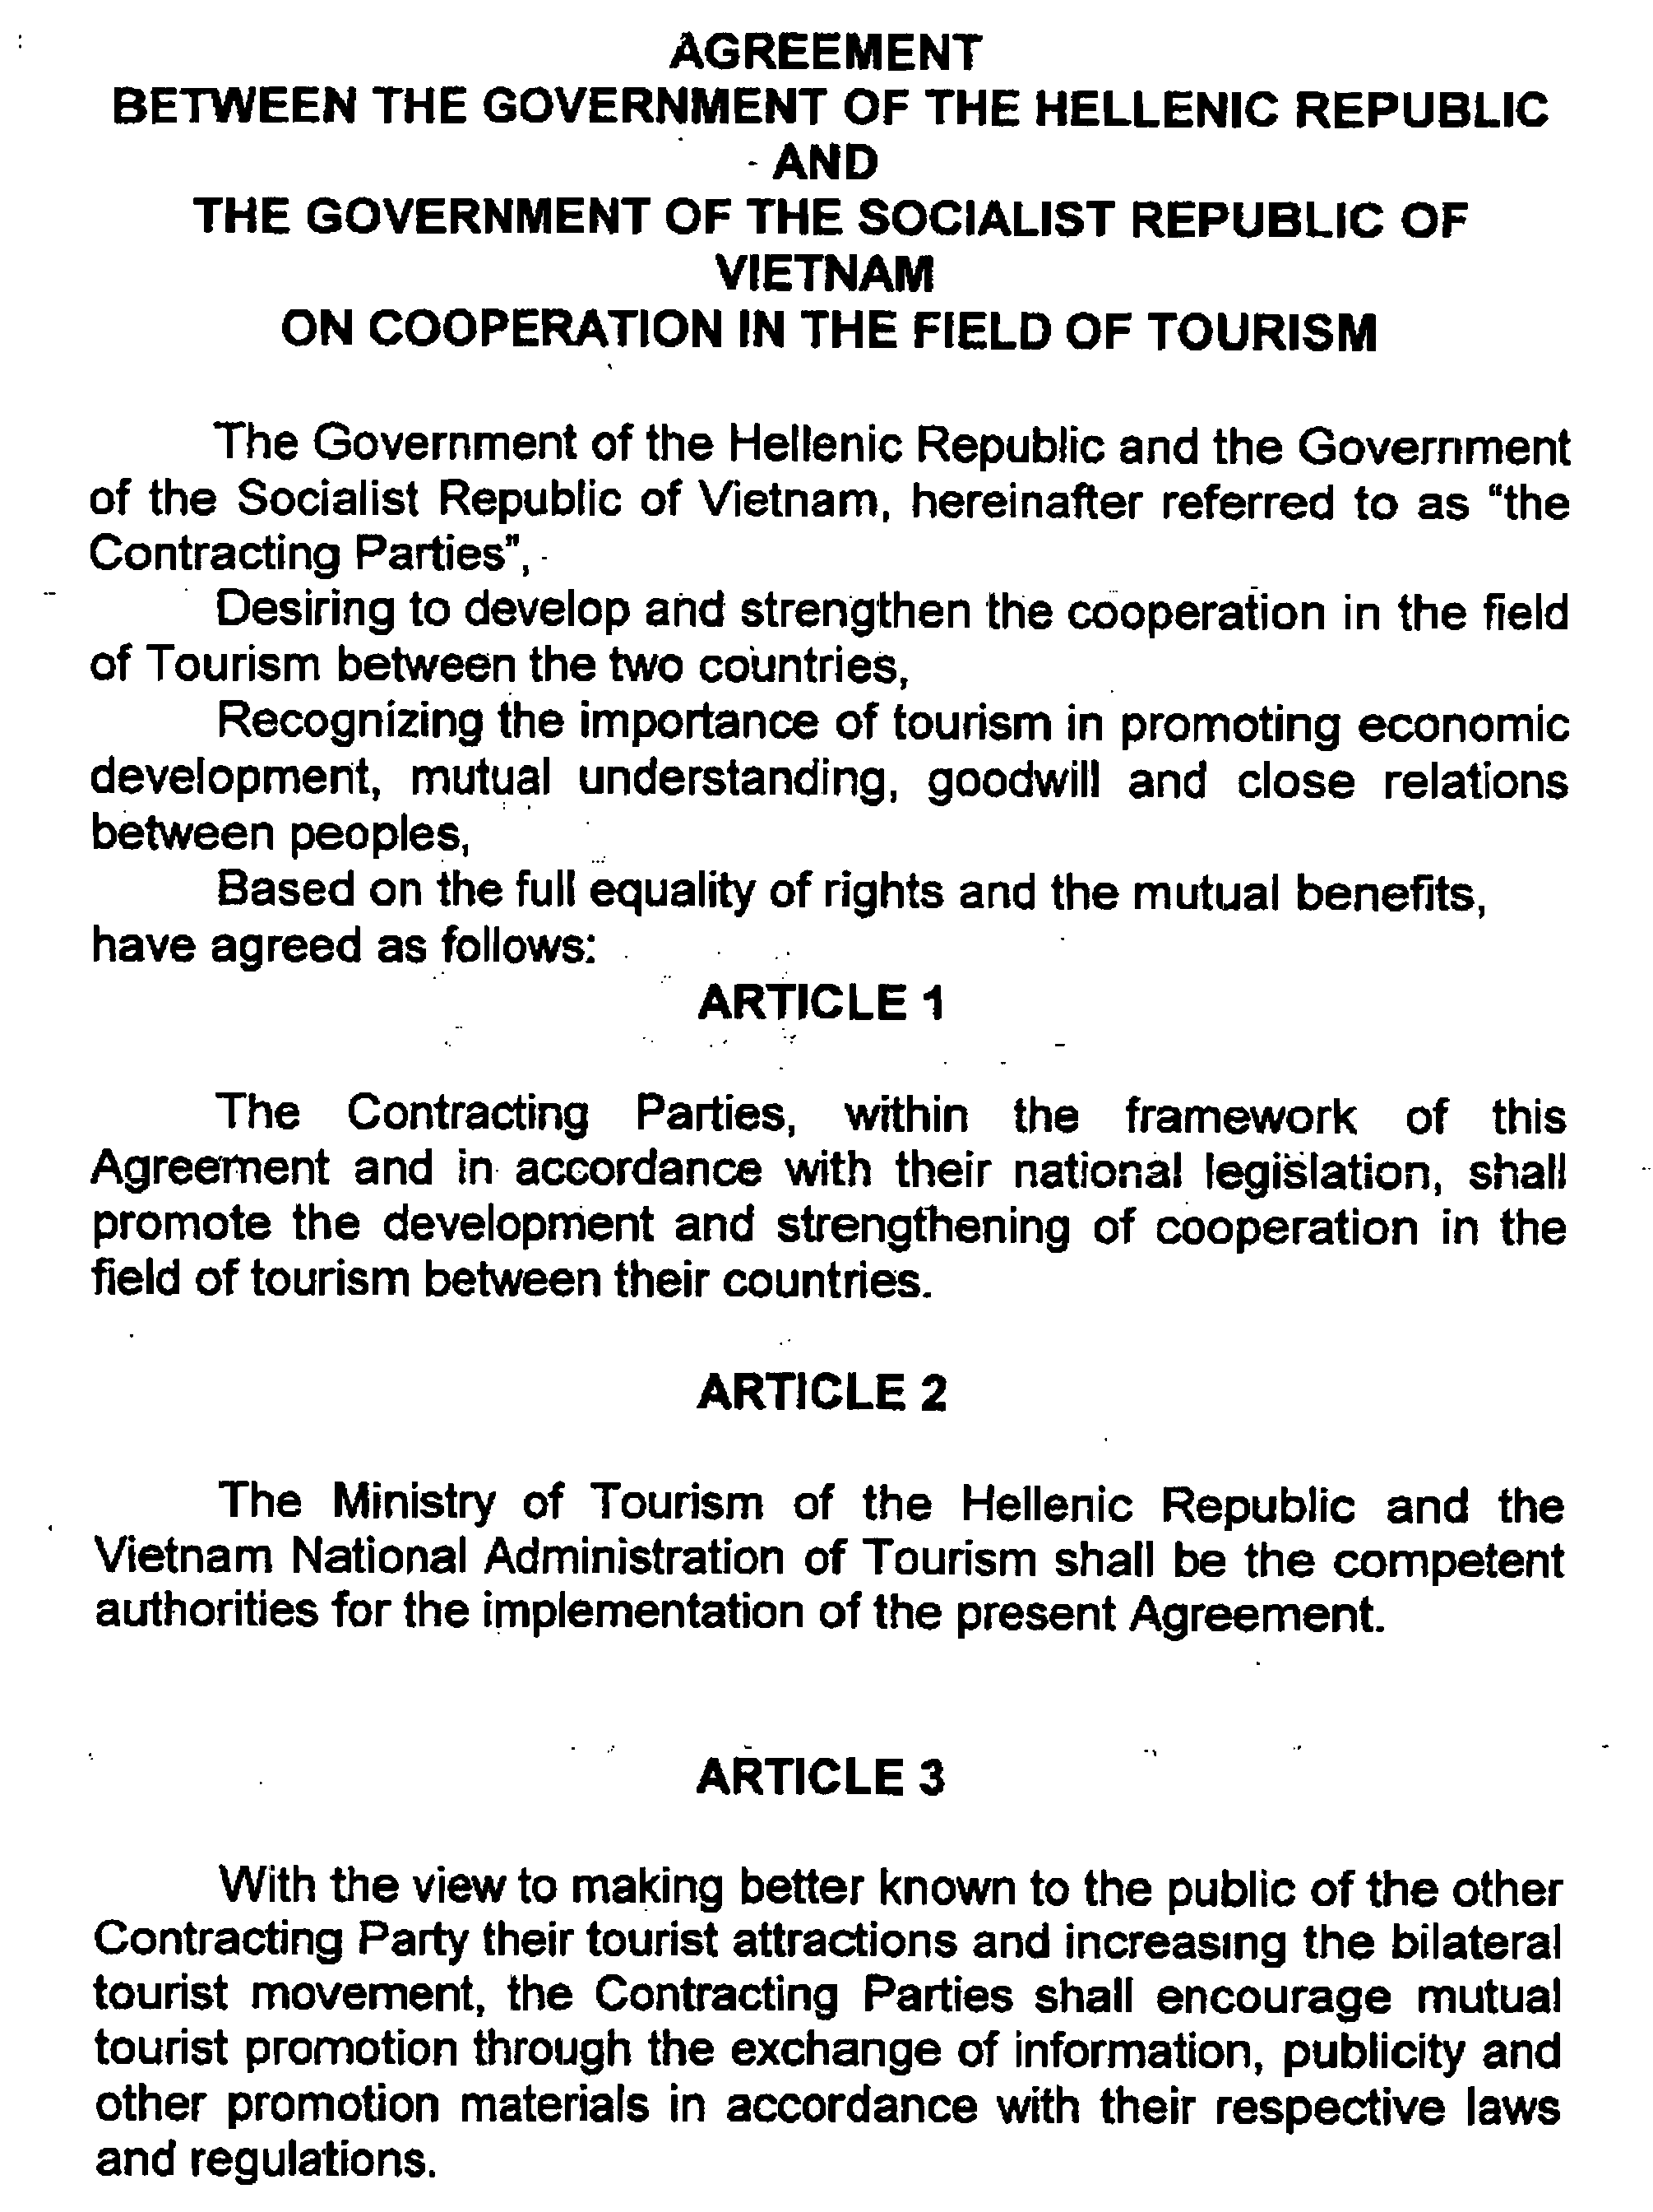 AGREEMENT
BETWEEN THE GOVERNMENT OF THE HELLENIC REPUBLIC
AND
THE GOVERNMENT OF THE SOCIALIST REPUBLIC OF
VIETNAM
ON COOPERATION IN THE FIELD OF TOURISM
The Government of the Hellenic Republic and the Government
of the Socialist Republic of Vietnam, hereinafter referred to as “the
Contracting Parties”,
Desiring to develop and strengthen the cooperation in the field
of Tourism between the two countries,
Recognizing the importance of tourism in promoting economic
development, mutual understanding, goodwill and close relations
between peoples,
Based on the full equality of rights and the mutual benefits,
have agreed as follows:
ARTICLE 1
The Contracting Parties, within the framework of this
Agreement and in accordance with their national legislation, shall
promote the development and strengthening of cooperation in the
field of tourism between their countries.
ARTICLE 2
The Ministry of Tourism of the Hellenic Republic and the
Vietnam National Administration of Tourism shall be the competent
authorities for the implementation of the present Agreement.
ARTICLE 3
With the view to making better known to the public of the other
Contracting Party their tourist attractions and increasing the bilateral
tourist movement, the Contracting Parties shall encourage mutual
tourist promotion through the exchange of information, publicity and
other promotion materials in accordance with their respective laws
and regulations.